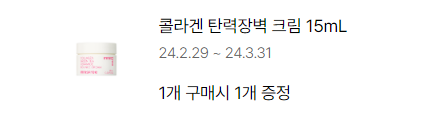 콜라겐 탄력장벽 크림 15mL
24.2.29 ~ 24.3.31
1개 구매시 1개 증정